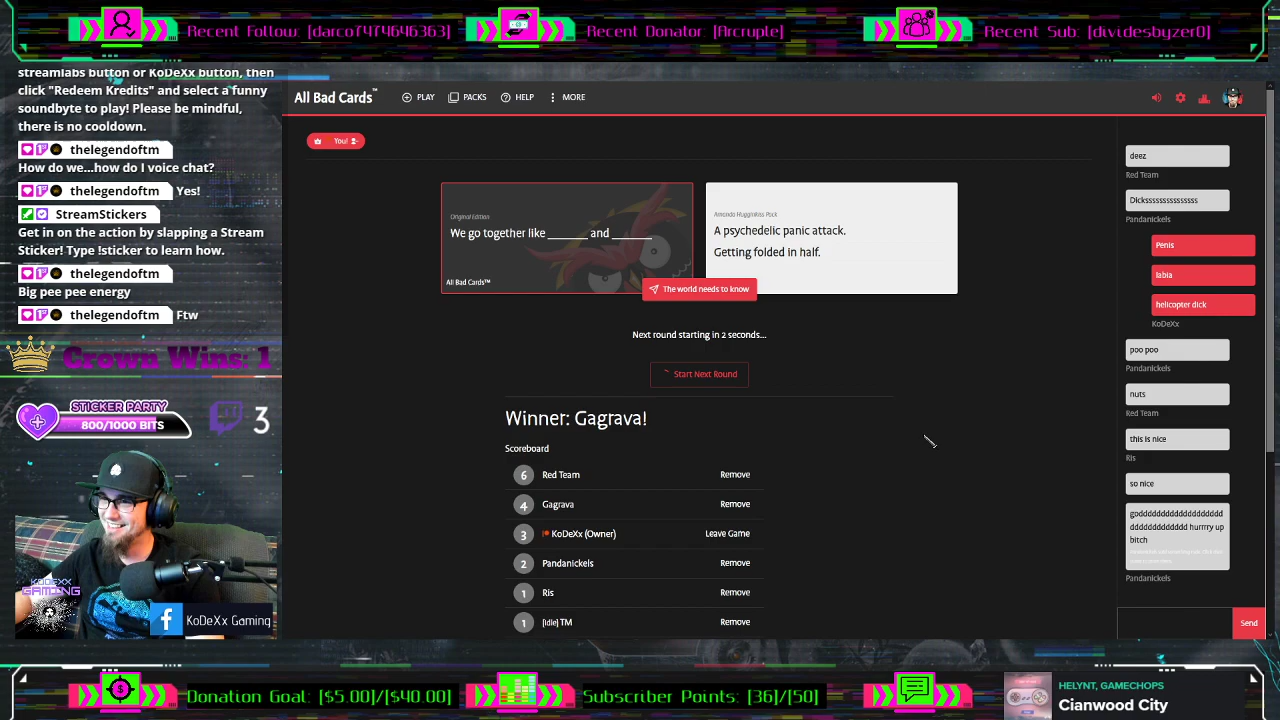 Recent Follow: [darco7474646363]
Recent Donator: [Arcruple]
Recent Sub: [dividesbyzer0]
streamlabs button or KoDeXx button, then
click "Redeem Kredits" and select a funny
soundbyte to play! Please be mindful,
there is no cooldown.
thelegendoftm
How do we...how do I voice chat?
thelegendoftm Yes!
StreamStickers
Get in on the action by slapping a Stream
Sticker! Type !sticker to learn how.
thelegendoftm
Big pee pee energy
thelegendoftm Ftw
Crown Wins: 1
STICKER PARTY
800/1000 BITS
3
KODEXX
GAMING
KoDeXx Gaming
All Bad Cards™
PLAY
PACKS
HELP
MORE
You!
Original Edition
We go together like ______ and ______
All Bad Cards™
A psychedelic panic attack.
Getting folded in half.
The world needs to know
Next round starting in 2 seconds...
Start Next Round
Winner: Gagrava!
Scoreboard
6 Red Team Remove
4 Gagrava Remove
3 KoDeXx (Owner) Leave Game
2 Pandanickels Remove
1 Ris Remove
1 [Idle] TM Remove
deez
Red Team
Dicksssssssssssssss
Pandanickels
Penis
labia
helicopter dick
KoDeXx
poo poo
Pandanickels
nuts
Red Team
this is nice
Ris
so nice
hurrrry up
bitch
Pandanickels
Send
Donation Goal: [$5.00]/[$40.00]
Subscriber Points: [36]/[50]
HELYNT, GAMECHOPS
Cianwood City